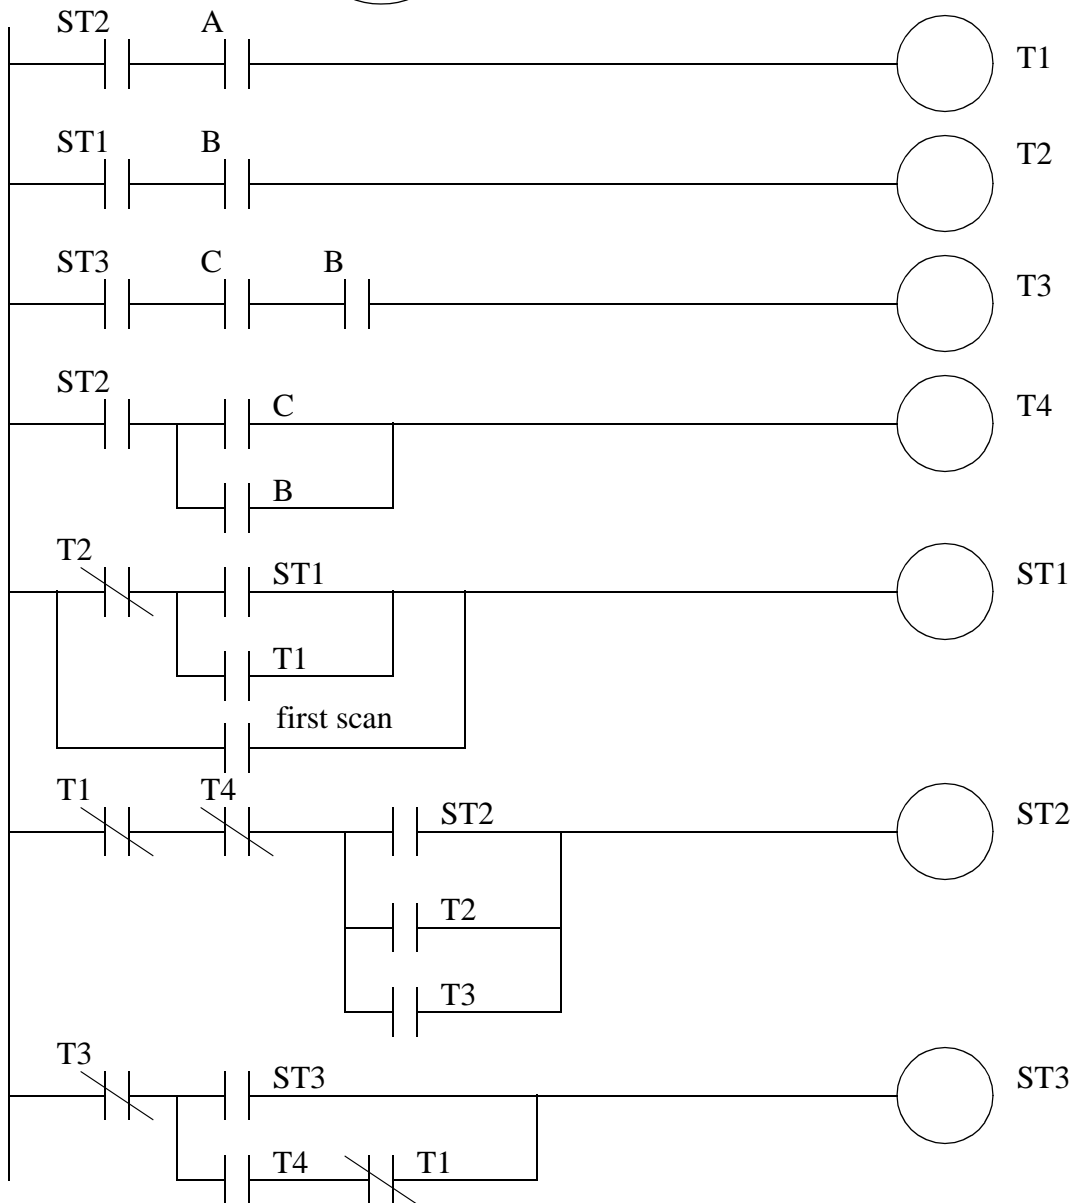 ST2 A T1
ST1 B T2
ST3 C B T3
ST2 C T4
B
T2 ST1 ST1
T1
first scan
T1 T4 ST2 ST2
T2
T3
T3 ST3 ST3
T4 T1